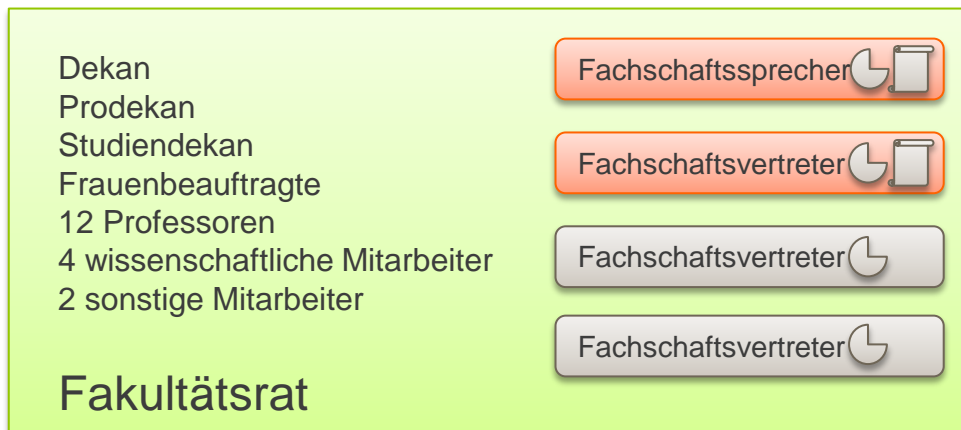 Dekan
Prodekan
Studiendekan
Frauenbeauftragte
12 Professoren
4 wissenschaftliche Mitarbeiter
2 sonstige Mitarbeiter
Fakultätsrat
Fachschaftssprecher
Fachschaftsvertreter
Fachschaftsvertreter
Fachschaftsvertreter